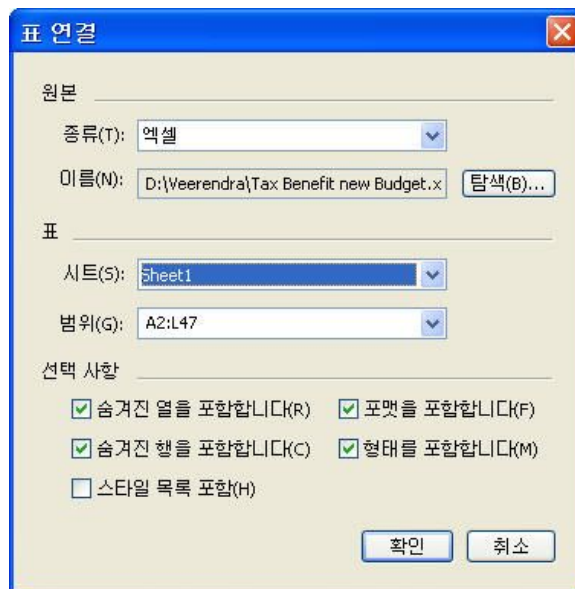 표 연결
원본
종류(T): 엑셀
이름(N): D:\Veerendra\Tax Benefit new Budget.x 탐색(B)...
표
시트(S): Sheet1
범위(G): A2:L47
선택 사항
숨겨진 열을 포함합니다(R) 포맷을 포함합니다(F)
숨겨진 행을 포함합니다(C) 형태를 포함합니다(M)
스타일 목록 포함(H)
확인 취소